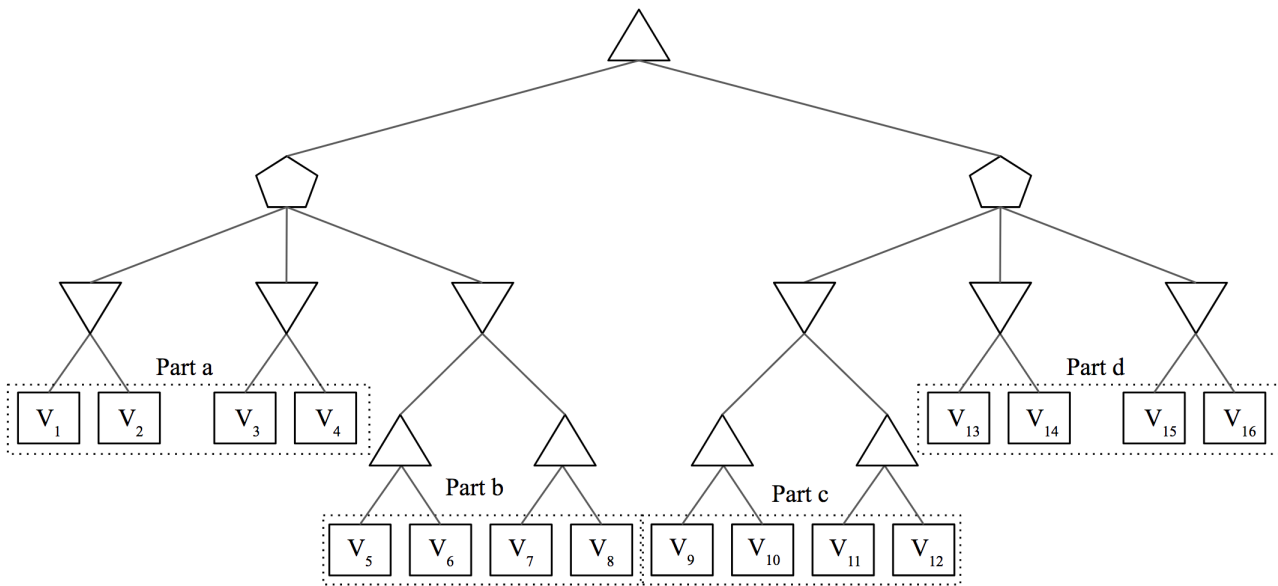 Part a
Part d
V₁ V₂ V₃ V₄
V₁₃ V₁₄ V₁₅ V₁₆
Part b
Part c
V₅ V₆ V₇ V₈ V₉ V₁₀ V₁₁ V₁₂